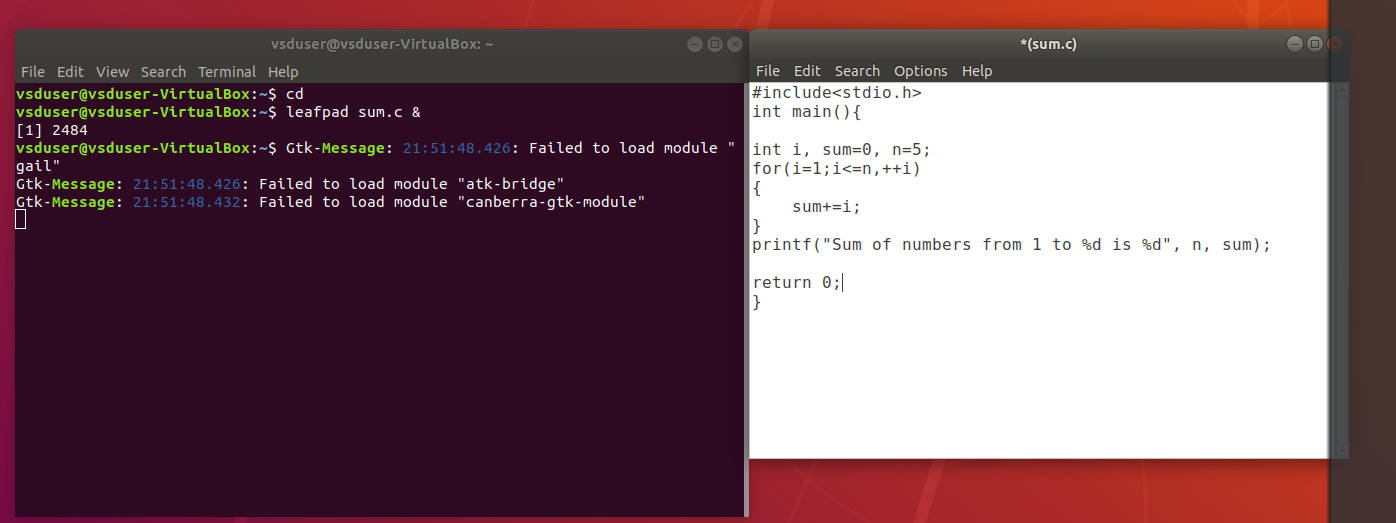 vsduser@vsduser-VirtualBox: ~
File Edit View Search Terminal Help
vsduser@vsduser-VirtualBox:~$ cd
vsduser@vsduser-VirtualBox:~$ leafpad sum.c &
[1] 2484
vsduser@vsduser-VirtualBox:~$ Gtk-Message: 21:51:48.426: Failed to load module "
gail"
Gtk-Message: 21:51:48.426: Failed to load module "atk-bridge"
Gtk-Message: 21:51:48.432: Failed to load module "canberra-gtk-module"
*(sum.c)
File Edit Search Options Help
#include<stdio.h>
int main(){
int i, sum=0, n=5;
for(i=1;i<=n,++i)
{
    sum+=i;
}
printf("Sum of numbers from 1 to %d is %d", n, sum);
return 0;
}